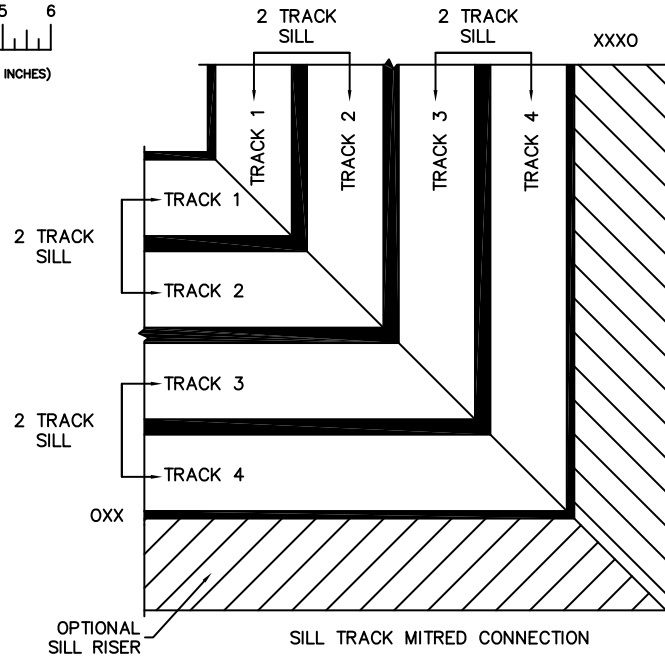 5 6
INCHES)
2 TRACK
SILL
2 TRACK
SILL
XXXO
TRACK 1
TRACK 2
TRACK 3
TRACK 4
TRACK 1
2 TRACK
SILL
TRACK 2
TRACK 3
2 TRACK
SILL
TRACK 4
OXX
OPTIONAL
SILL RISER
SILL TRACK MITRED CONNECTION